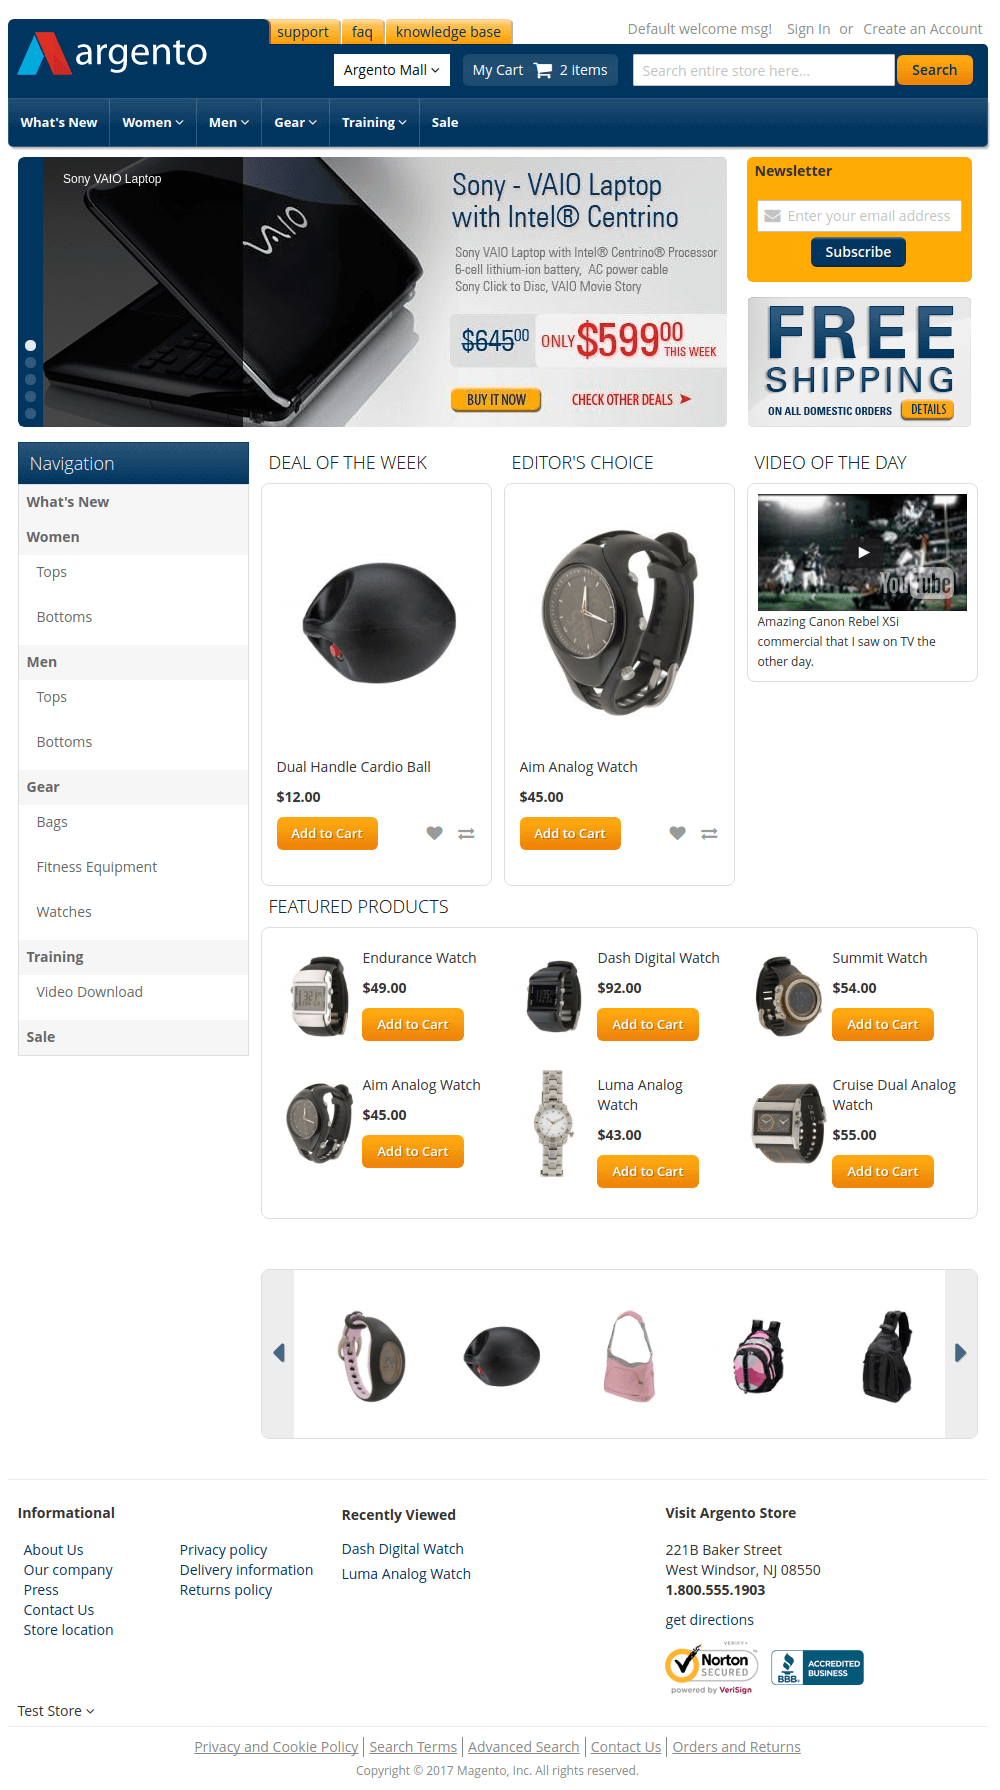 support faq knowledge base
Default welcome msg! Sign In or Create an Account
argento
Argento Mall
My Cart 2 items
Search entire store here...
Search
What's New Women Men Gear Training Sale
Sony VAIO Laptop
VAIO
Sony - VAIO Laptop
with Intel® Centrino
Sony VAIO Laptop with Intel® Centrino® Processor
6-cell lithium-ion battery, AC power cable
Sony Click to Disc, VAIO Movie Story
$64500 ONLY $59900 THIS WEEK
BUY IT NOW CHECK OTHER DEALS
Newsletter
Enter your email address
Subscribe
FREE
SHIPPING
ON ALL DOMESTIC ORDERS DETAILS
Navigation
What's New
Women
Tops
Bottoms
Men
Tops
Bottoms
Gear
Bags
Fitness Equipment
Watches
Training
Video Download
Sale
DEAL OF THE WEEK
Dual Handle Cardio Ball
$12.00
Add to Cart
EDITOR'S CHOICE
Aim Analog Watch
$45.00
Add to Cart
VIDEO OF THE DAY
YouTube
Amazing Canon Rebel XSi
commercial that I saw on TV the
other day.
FEATURED PRODUCTS
Endurance Watch
$49.00
Add to Cart
Dash Digital Watch
$92.00
Add to Cart
Summit Watch
$54.00
Add to Cart
Aim Analog Watch
$45.00
Add to Cart
Luma Analog
Watch
$43.00
Add to Cart
Cruise Dual Analog
Watch
$55.00
Add to Cart
Informational
About Us
Our company
Press
Contact Us
Store location
Privacy policy
Delivery information
Returns policy
Recently Viewed
Dash Digital Watch
Luma Analog Watch
Visit Argento Store
221B Baker Street
West Windsor, NJ 08550
1.800.555.1903
get directions
VERIFY
Norton
SECURED
powered by VeriSign
BBB.
ACCREDITED
BUSINESS
Test Store
Privacy and Cookie Policy Search Terms Advanced Search Contact Us Orders and Returns
Copyright © 2017 Magento, Inc. All rights reserved.